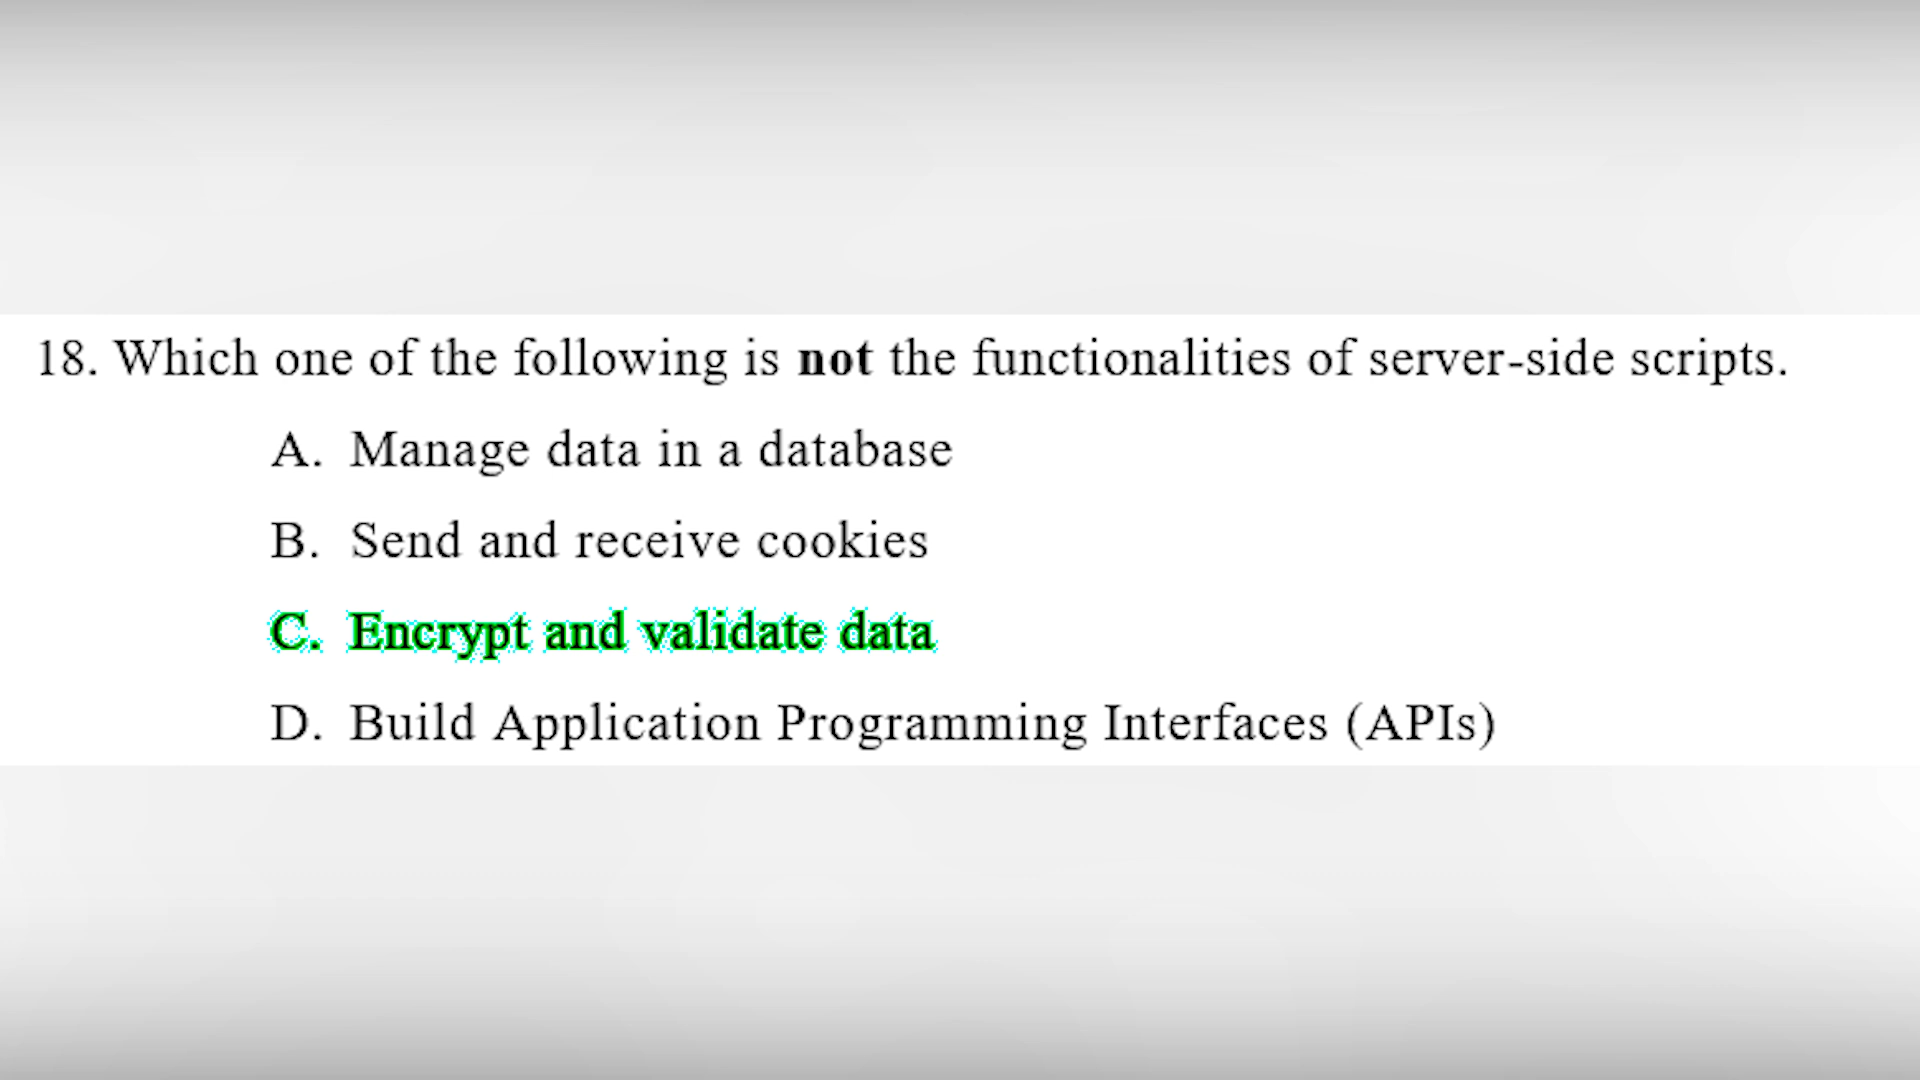 18. Which one of the following is not the functionalities of server-side scripts.
A. Manage data in a database
B. Send and receive cookies
C. Encrypt and validate data
D. Build Application Programming Interfaces (APIs)